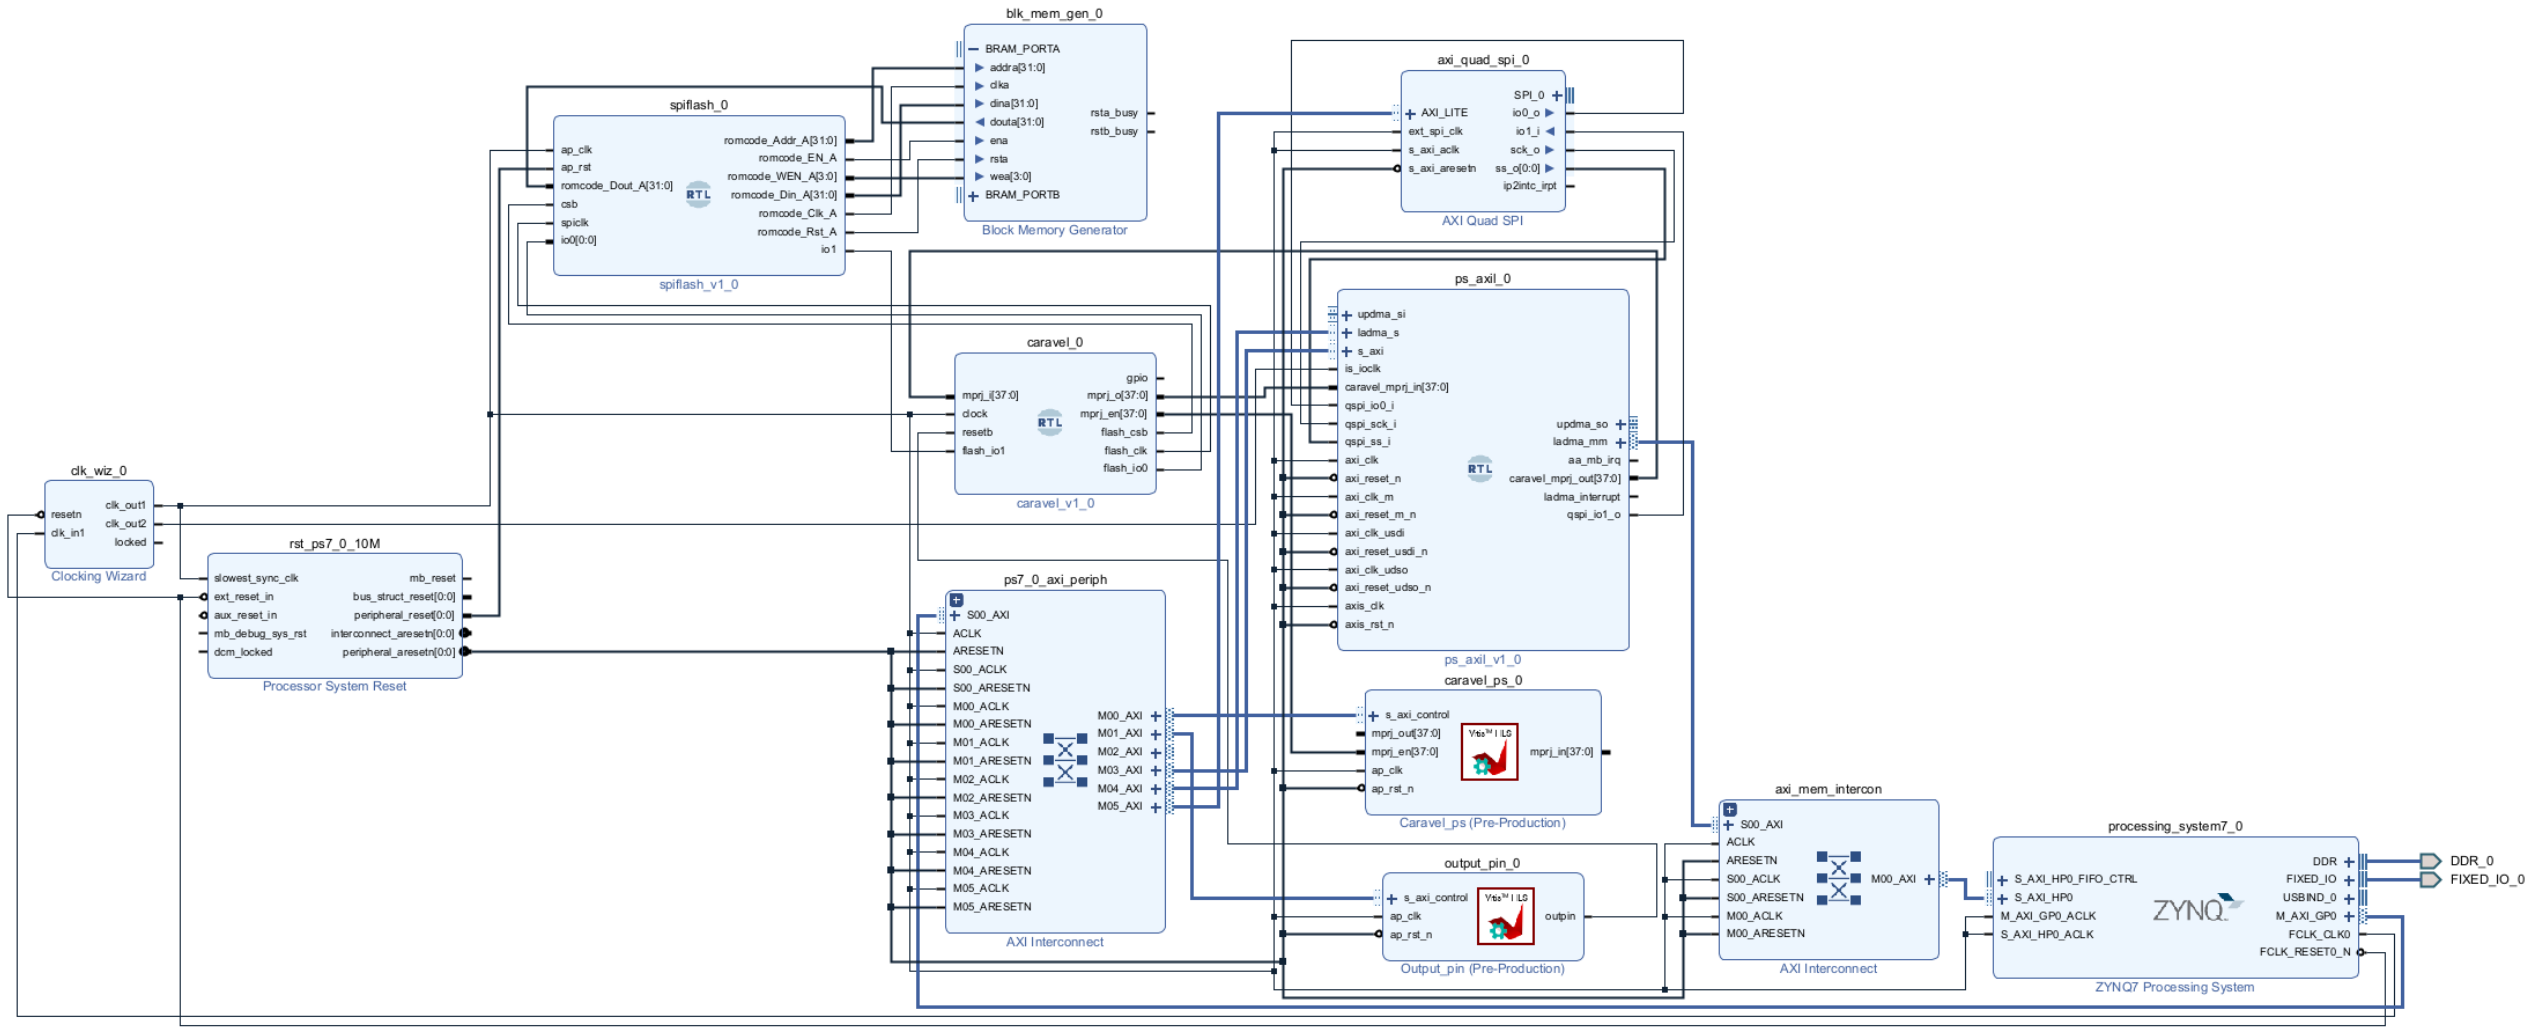 blk_mem_gen_0
BRAM_PORTA
addra[31:0]
clka
dina[31:0]
douta[31:0]
ena
rsta
wea[3:0]
BRAM_PORTB
rsta_busy
rstb_busy
Block Memory Generator
axi_quad_spi_0
AXI_LITE
ext_spi_clk
s_axi_aclk
s_axi_aresetn
SPI_0
io0_o
io1_i
sck_o
ss_o[0:0]
ip2intc_irpt
AXI Quad SPI
spiflash_0
ap_clk
ap_rst
romcode_Dout_A[31:0]
csb
spiclk
io0[0:0]
RTL
romcode_Addr_A[31:0]
romcode_EN_A
romcode_WEN_A[3:0]
romcode_Din_A[31:0]
romcode_Clk_A
romcode_Rst_A
io1
spiflash_v1_0
ps_axil_0
updma_si
ladma_s
s_axi
is_ioclk
caravel_mprj_in[37:0]
qspi_io0_i
qspi_sck_i
qspi_ss_i
axi_clk
axi_reset_n
axi_clk_m
axi_reset_m_n
axi_clk_usdi
axi_reset_usdi_n
axi_clk_udso
axi_reset_udso_n
axis_clk
axis_rst_n
RTL
updma_so
ladma_mm
aa_mb_irq
caravel_mprj_out[37:0]
ladma_interrupt
qspi_io1_o
ps_axil_v1_0
caravel_0
mprj_i[37:0]
clock
resetb
flash_io1
RTL
gpio
mprj_o[37:0]
mprj_en[37:0]
flash_csb
flash_clk
flash_io0
caravel_v1_0
clk_wiz_0
resetn
clk_in1
clk_out1
clk_out2
locked
Clocking Wizard
rst_ps7_0_10M
slowest_sync_clk
ext_reset_in
aux_reset_in
mb_debug_sys_rst
dcm_locked
mb_reset
bus_struct_reset[0:0]
peripheral_reset[0:0]
interconnect_aresetn[0:0]
peripheral_aresetn[0:0]
Processor System Reset
ps7_0_axi_periph
S00_AXI
ACLK
ARESETN
S00_ACLK
S00_ARESETN
M00_ACLK
M00_ARESETN
M01_ACLK
M01_ARESETN
M02_ACLK
M02_ARESETN
M03_ACLK
M03_ARESETN
M04_ACLK
M04_ARESETN
M05_ACLK
M05_ARESETN
M00_AXI
M01_AXI
M02_AXI
M03_AXI
M04_AXI
M05_AXI
AXI Interconnect
caravel_ps_0
s_axi_control
mprj_out[37:0]
mprj_en[37:0]
ap_clk
ap_rst_n
mprj_in[37:0]
Caravel_ps (Pre-Production)
output_pin_0
s_axi_control
ap_clk
ap_rst_n
outpin
Output_pin (Pre-Production)
axi_mem_intercon
S00_AXI
ACLK
ARESETN
S00_ACLK
S00_ARESETN
M00_ACLK
M00_ARESETN
M00_AXI
AXI Interconnect
processing_system7_0
S_AXI_HP0_FIFO_CTRL
S_AXI_HP0
M_AXI_GP0_ACLK
S_AXI_HP0_ACLK
ZYNQ
DDR
FIXED_IO
USBIND_0
M_AXI_GP0
FCLK_CLK0
FCLK_RESET0_N
ZYNQ7 Processing System
DDR_0
FIXED_IO_0